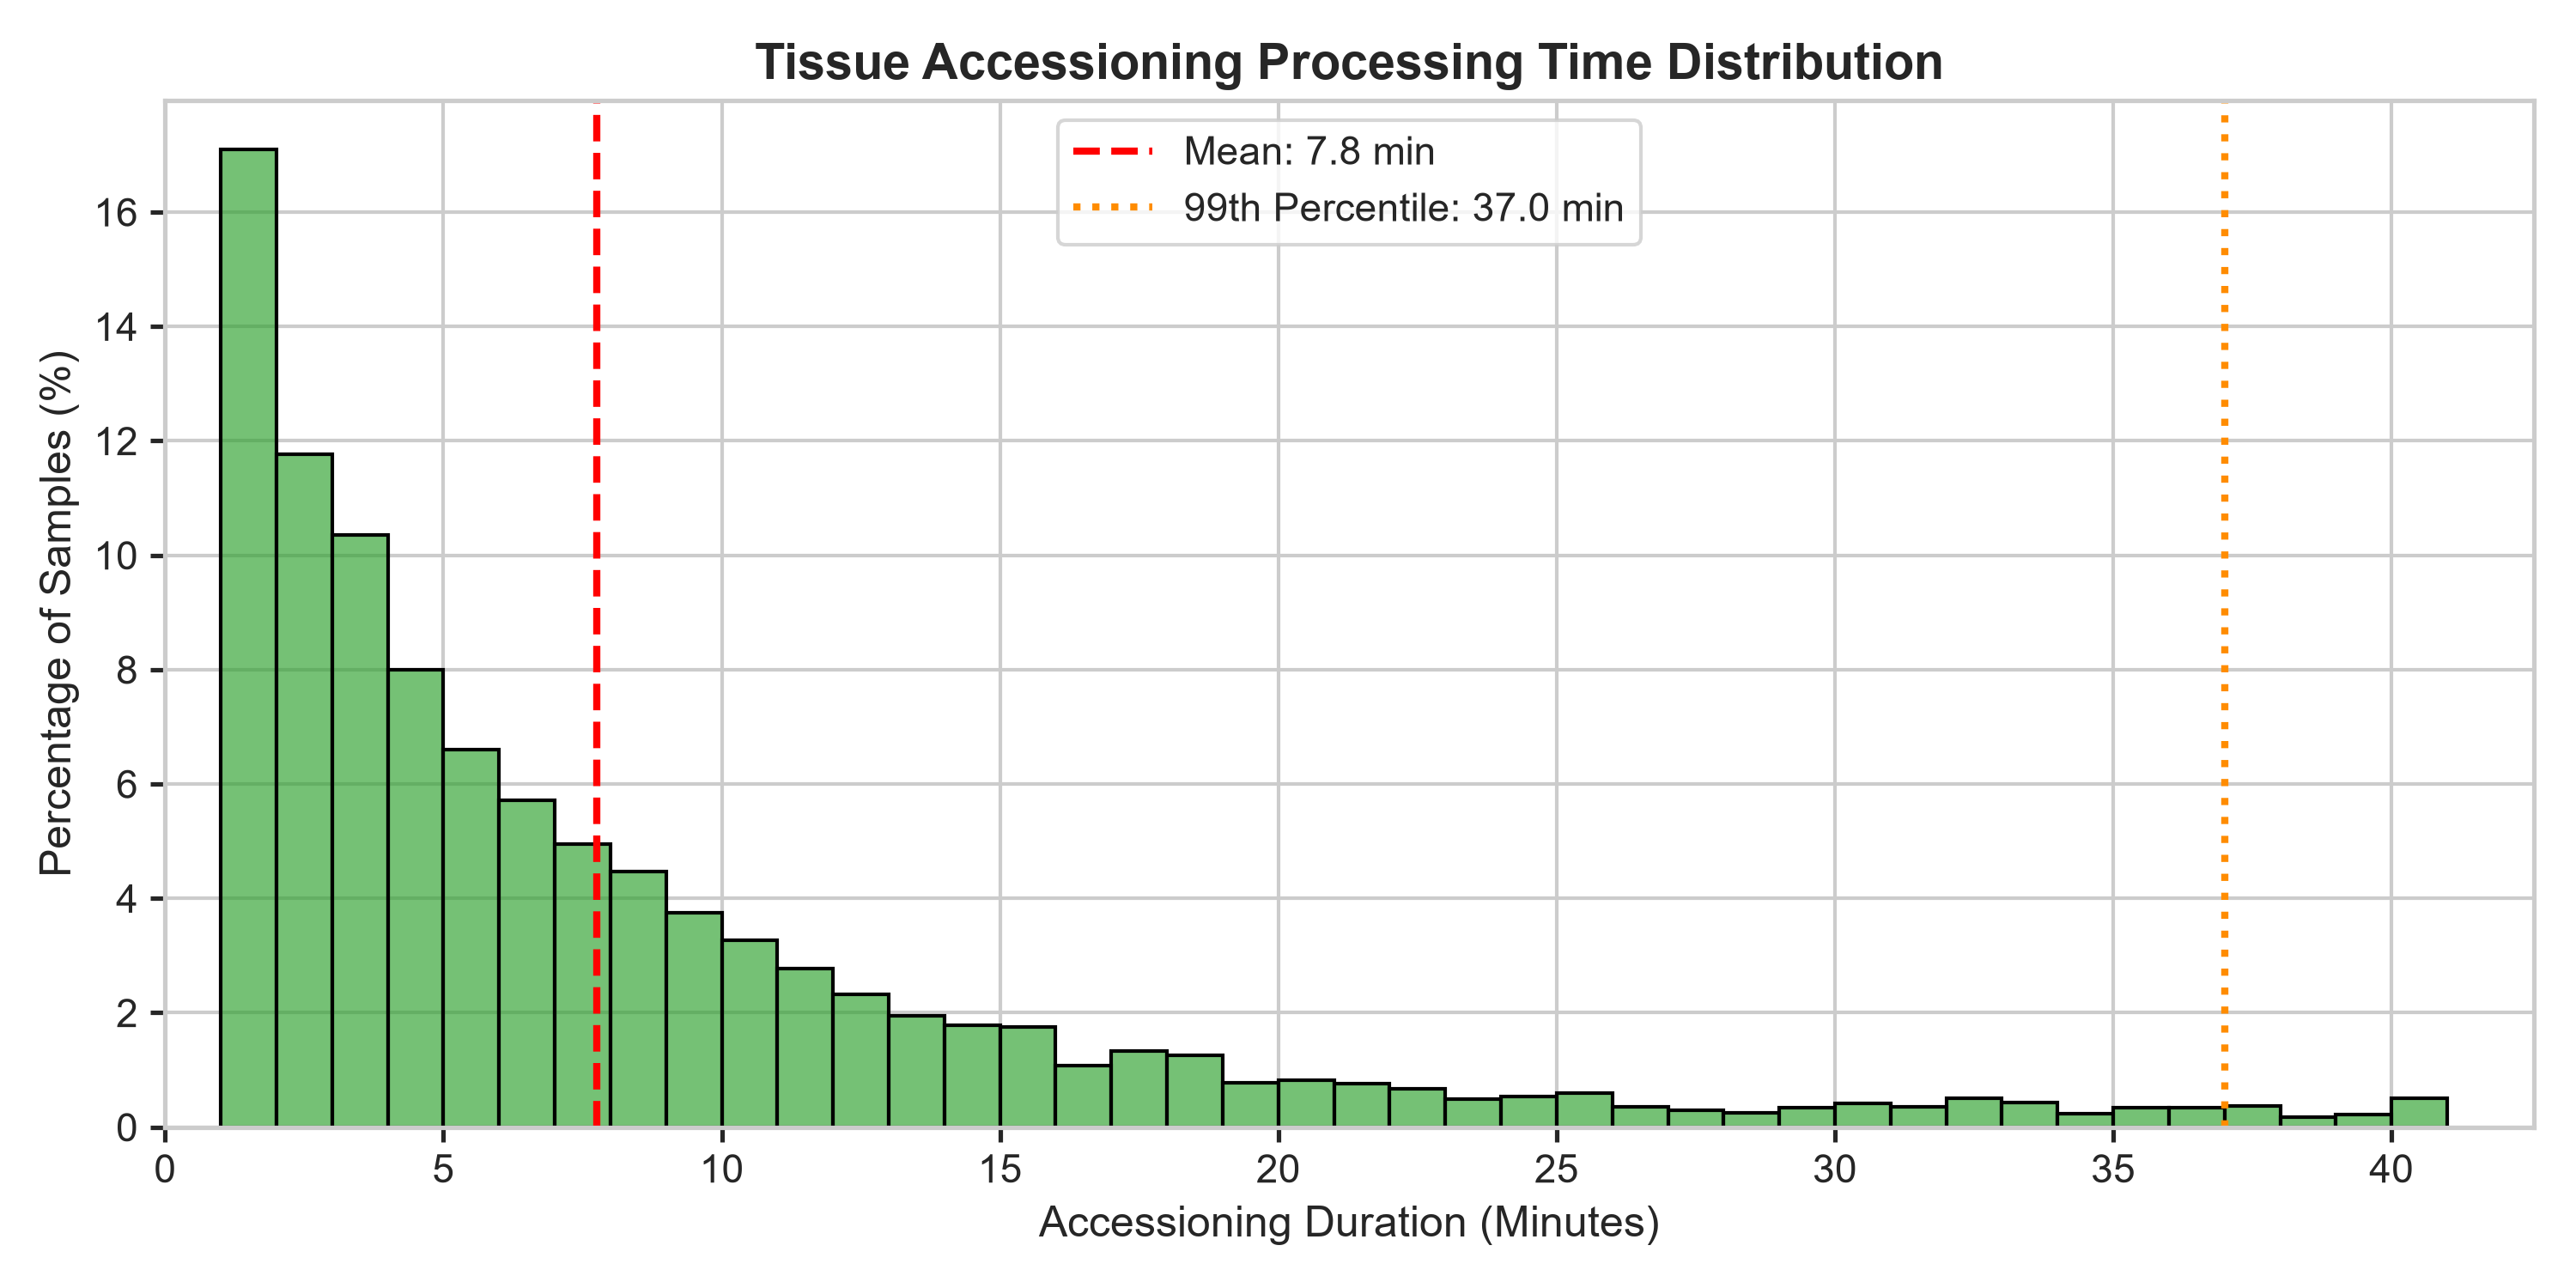 Tissue Accessioning Processing Time Distribution
Mean: 7.8 min
99th Percentile: 37.0 min
Percentage of Samples (%)
16
14
12
10
8
6
4
2
0
0 5 10 15 20 25 30 35 40
Accessioning Duration (Minutes)